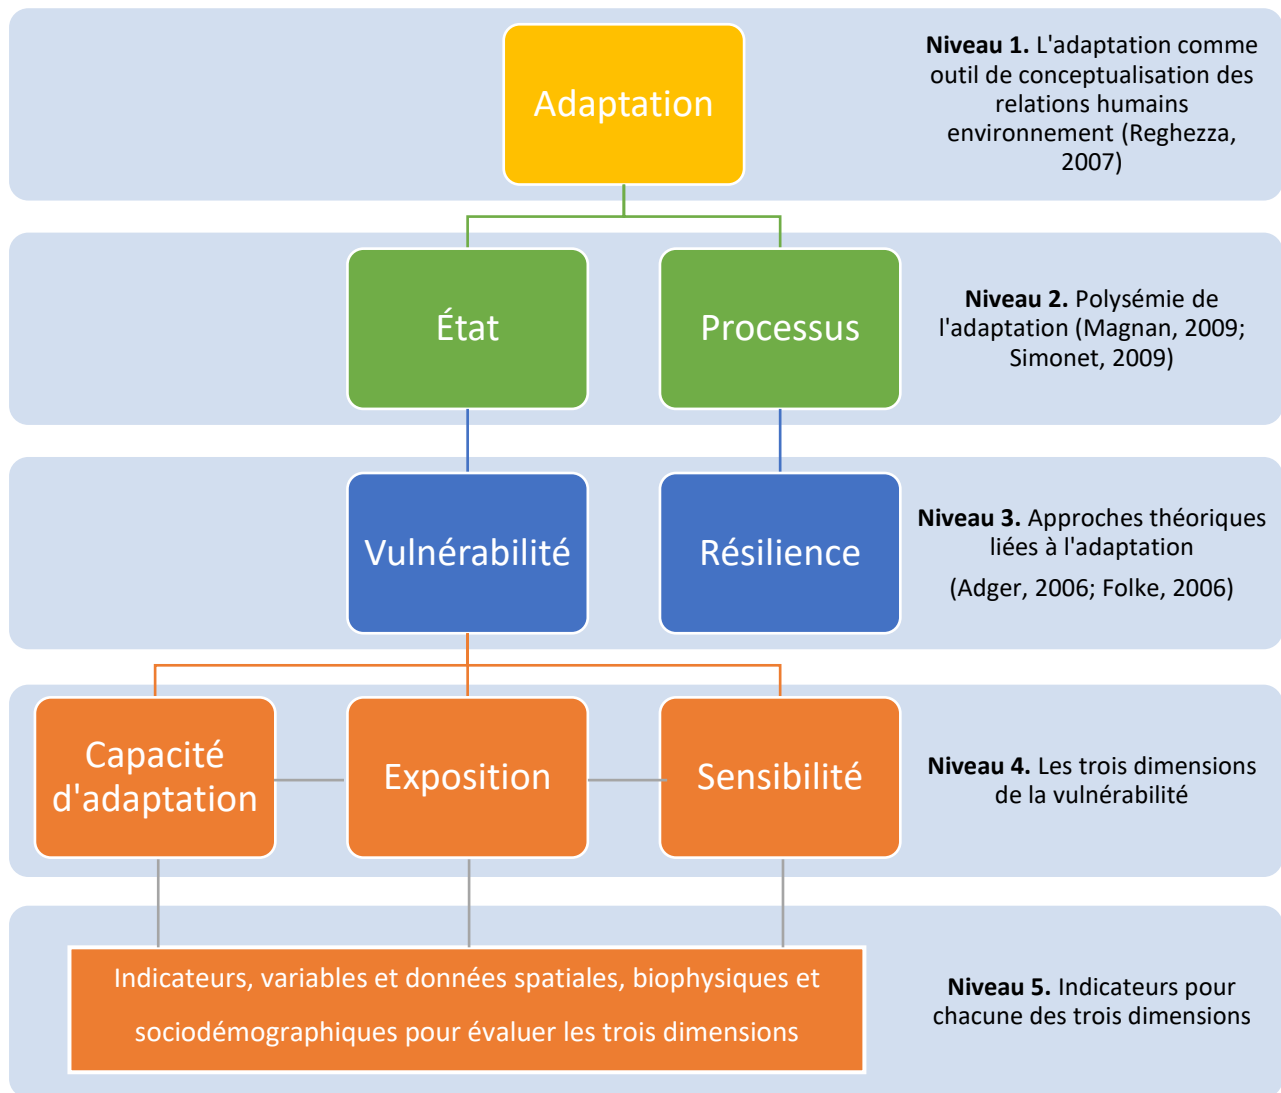 Adaptation
Niveau 1. L'adaptation comme
outil de conceptualisation des
relations humains
environnement (Reghezza,
2007)
État
Processus
Niveau 2. Polysémie de
l'adaptation (Magnan, 2009;
Simonet, 2009)
Vulnérabilité
Résilience
Niveau 3. Approches théoriques
liées à l'adaptation
(Adger, 2006; Folke, 2006)
Capacité
d'adaptation
Exposition
Sensibilité
Niveau 4. Les trois dimensions
de la vulnérabilité
Indicateurs, variables et données spatiales, biophysiques et
sociodémographiques pour évaluer les trois dimensions
Niveau 5. Indicateurs pour
chacune des trois dimensions